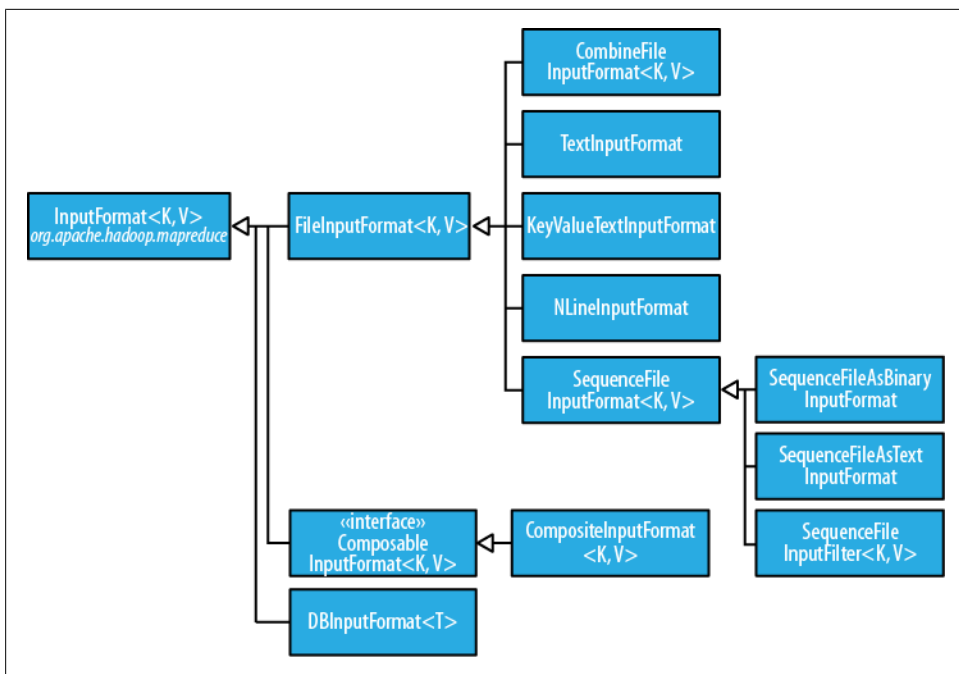 CombineFile
InputFormat<K, V>
TextInputFormat
InputFormat<K, V>
org.apache.hadoop.mapreduce
FileInputFormat<K, V>
KeyValueTextInputFormat
NLineInputFormat
SequenceFile
InputFormat<K, V>
SequenceFileAsBinary
InputFormat
SequenceFileAsText
InputFormat
«interface»
Composable
InputFormat<K, V>
CompositeInputFormat
<K, V>
SequenceFile
InputFilter<K, V>
DBInputFormat<T>